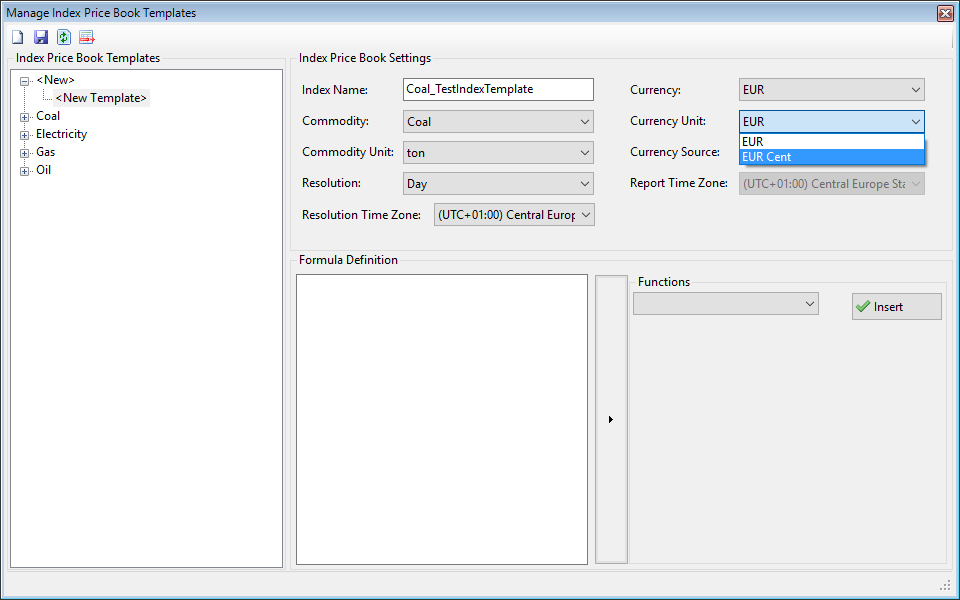 Manage Index Price Book Templates
Index Price Book Templates
<New>
<New Template>
Coal
Electricity
Gas
Oil
Index Price Book Settings
Index Name: Coal_TestIndexTemplate
Commodity: Coal
Commodity Unit: ton
Resolution: Day
Resolution Time Zone: (UTC+01:00) Central Europ
Currency: EUR
Currency Unit: EUR
EUR
EUR Cent
Currency Source:
Report Time Zone: (UTC+01:00) Central Europe Sta
Formula Definition
Functions
Insert